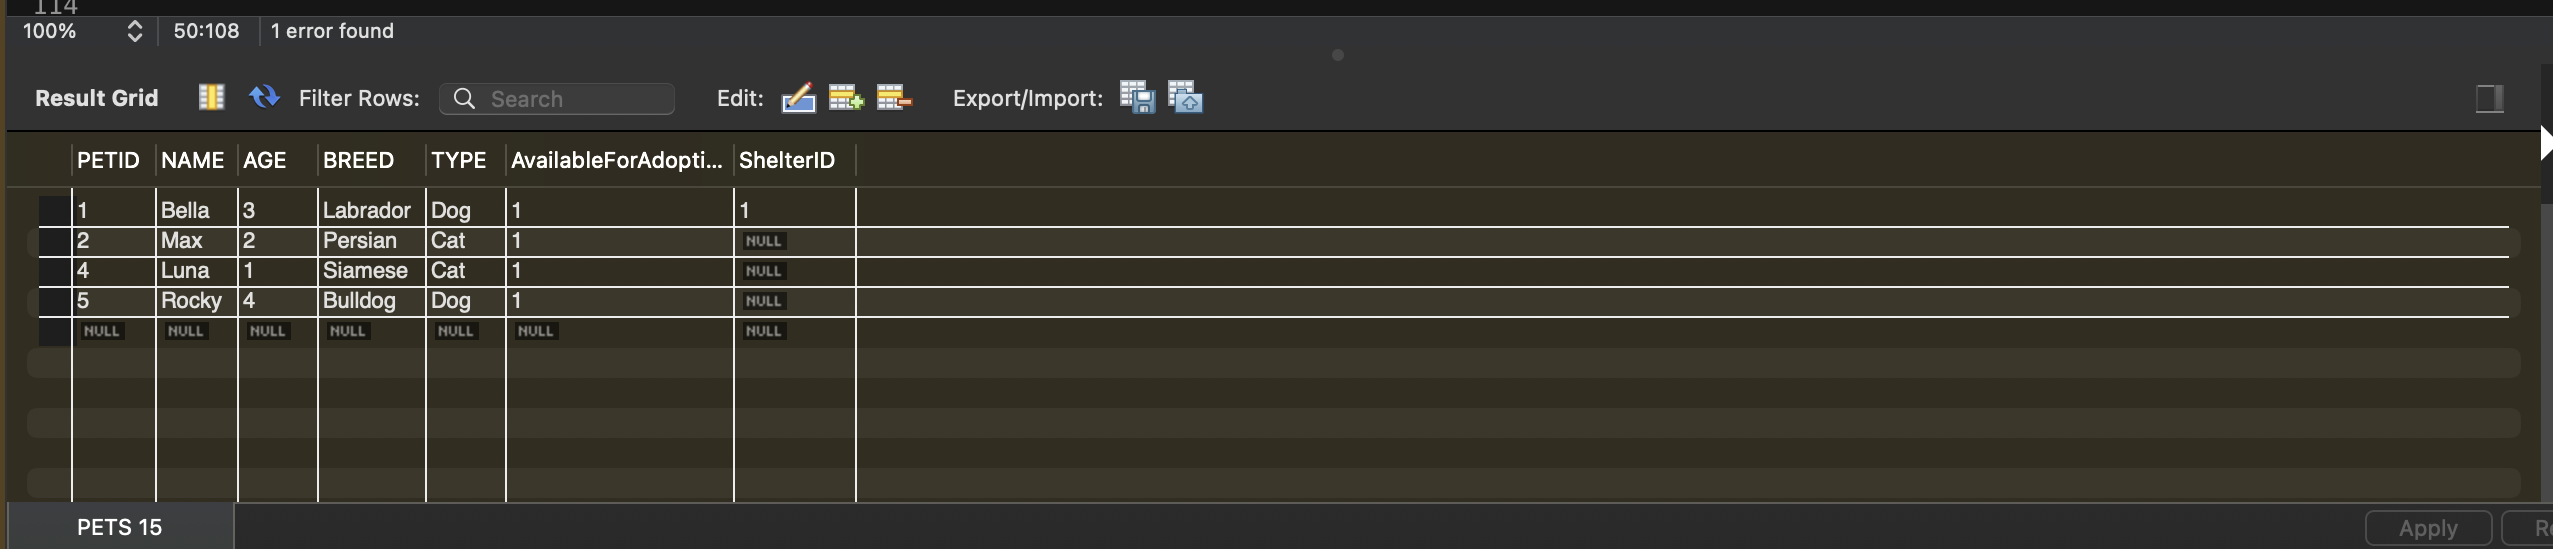 114
100% 50:108 1 error found
Result Grid Filter Rows: Search Edit: Export/Import:
PETID NAME AGE BREED TYPE AvailableForAdopti... ShelterID
1 Bella 3 Labrador Dog 1 1
2 Max 2 Persian Cat 1 NULL
4 Luna 1 Siamese Cat 1 NULL
5 Rocky 4 Bulldog Dog 1 NULL
NULL NULL NULL NULL NULL NULL NULL
PETS 15 Apply